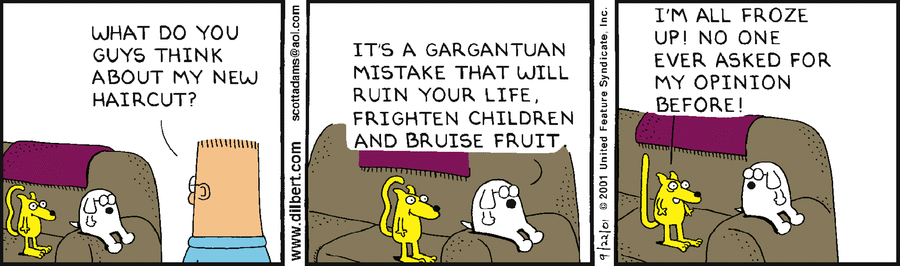 WHAT DO YOU
GUYS THINK
ABOUT MY NEW
HAIRCUT?
scottadams@aol.com
www.dilbert.com
IT'S A GARGANTUAN
MISTAKE THAT WILL
RUIN YOUR LIFE,
FRIGHTEN CHILDREN
AND BRUISE FRUIT.
9/22/01 © 2001 United Feature Syndicate, Inc.
I'M ALL FROZE
UP! NO ONE
EVER ASKED FOR
MY OPINION
BEFORE!